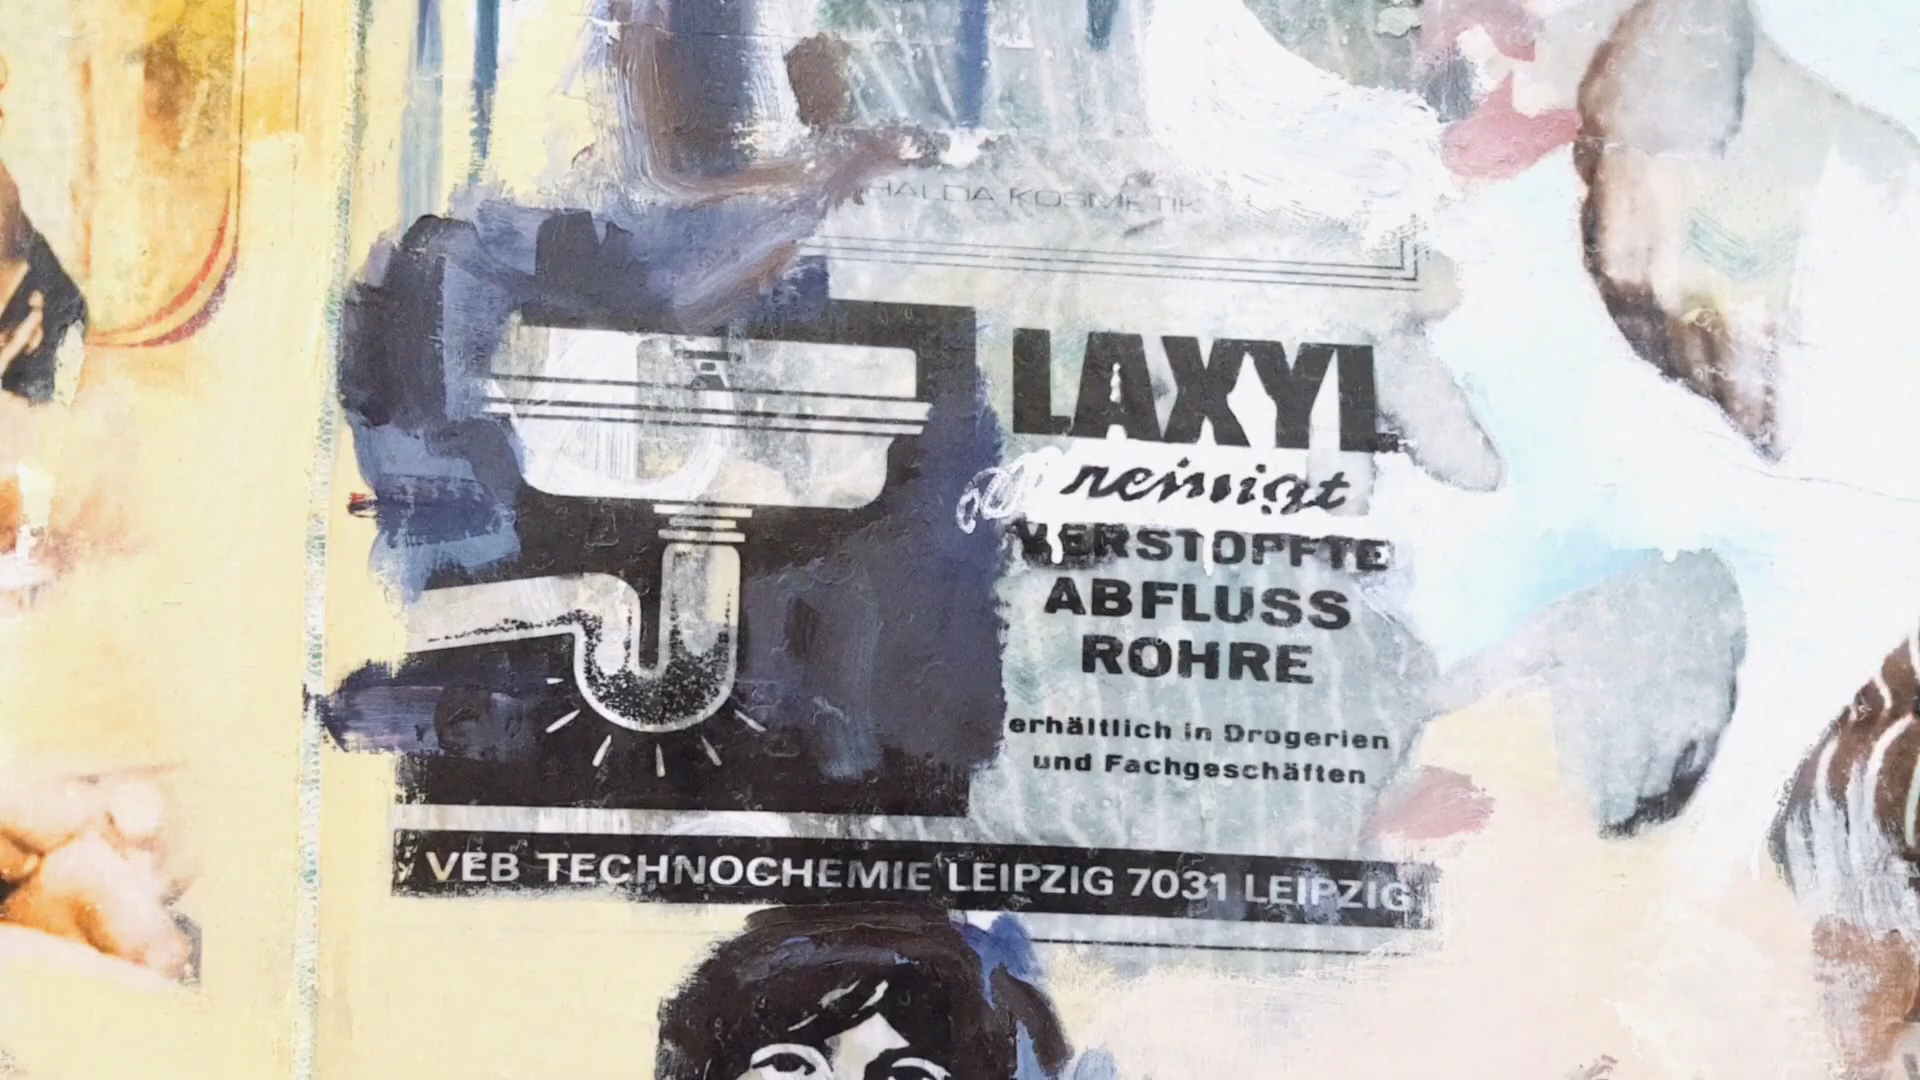 HALDA KOSMETIK
LAXYL
reinigt
VERSTOPFTE
ABFLUSS
ROHRE
erhältlich in Drogerien
und Fachgeschäften
VEB TECHNOCHEMIE LEIPZIG 7031 LEIPZIG